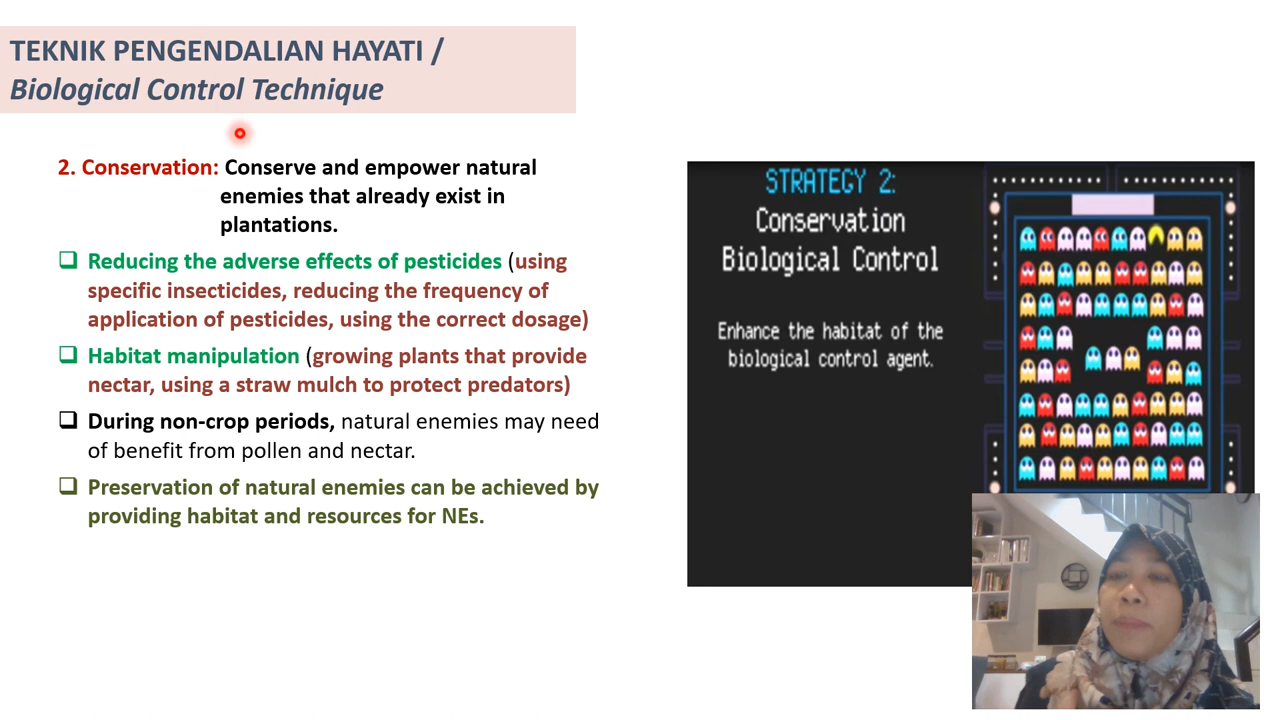 TEKNIK PENGENDALIAN HAYATI /
Biological Control Technique
2. Conservation: Conserve and empower natural
enemies that already exist in
plantations.
Reducing the adverse effects of pesticides (using
specific insecticides, reducing the frequency of
application of pesticides, using the correct dosage)
Habitat manipulation (growing plants that provide
nectar, using a straw mulch to protect predators)
During non-crop periods, natural enemies may need
of benefit from pollen and nectar.
Preservation of natural enemies can be achieved by
providing habitat and resources for NEs.
STRATEGY 2:
Conservation
Biological Control
Enhance the habitat of the
biological control agent.